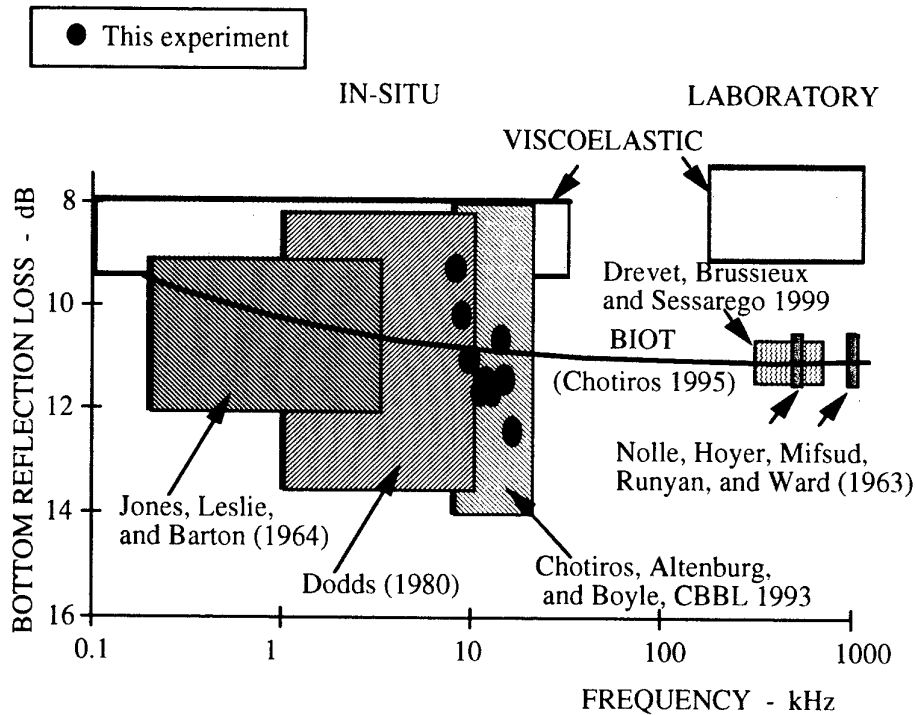 This experiment
IN-SITU
LABORATORY
VISCOELASTIC
BOTTOM REFLECTION LOSS - dB
8
10
12
14
16
Drevet, Brussieux
and Sessarego 1999
BIOT
(Chotiros 1995)
Nolle, Hoyer, Mifsud,
Runyan, and Ward (1963)
Jones, Leslie,
and Barton (1964)
Dodds (1980)
Chotiros, Altenburg,
and Boyle, CBBL 1993
0.1
1
10
100
1000
FREQUENCY - kHz